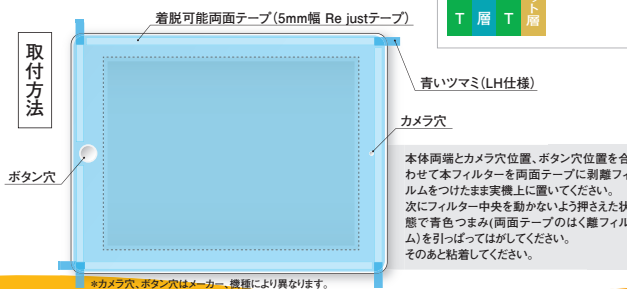 着脱可能両面テープ(5mm幅 Re justテープ)
T 層 T ト層
取付方法
青いツマミ(LH仕様)
カメラ穴
ボタン穴
本体両端とカメラ穴位置、ボタン穴位置を合
わせて本フィルターを両面テープに剥離フィ
ルムをつけたまま実機上に置いてください。
次にフィルター中央を動かないよう押さえた状
態で青色つまみ(両面テープのはく離フィル
ム)を引っぱってはがしてください。
そのあと粘着してください。
*カメラ穴、ボタン穴はメーカー、機種により異なります。